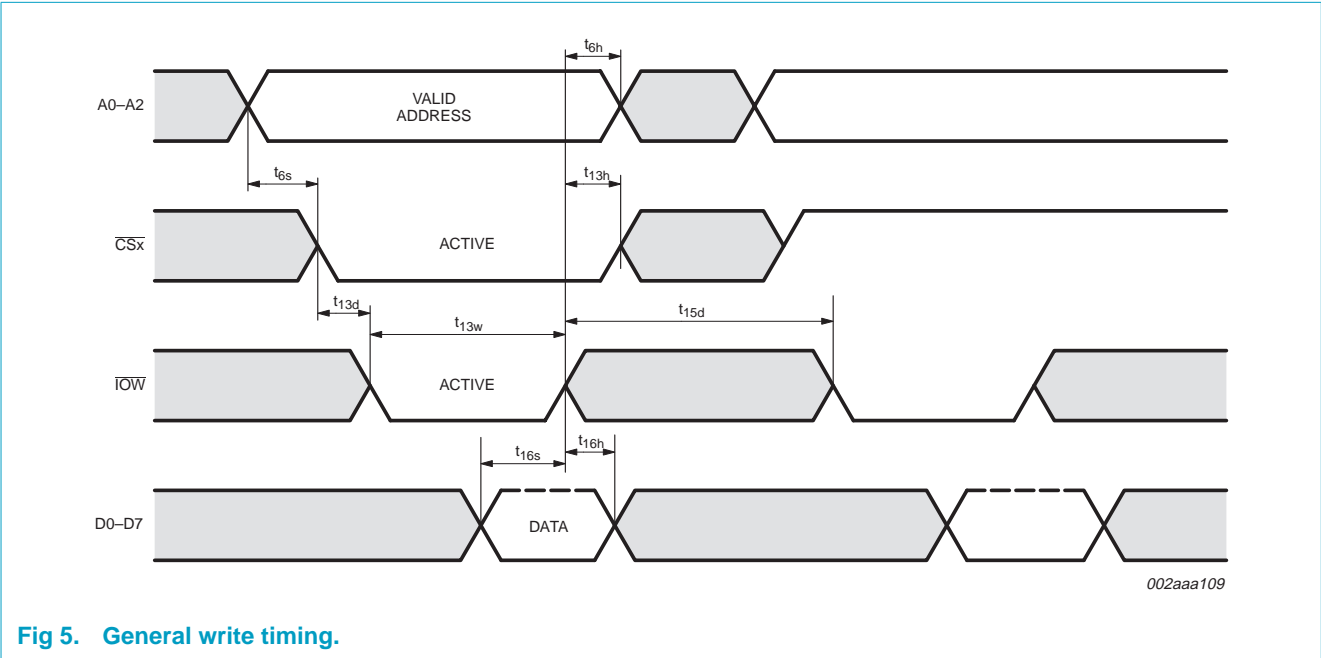 t6h
A0–A2
VALID
ADDRESS
t6s
t13h
CSx
ACTIVE
t13d
t13w
t15d
IOW
ACTIVE
t16s
t16h
D0–D7
DATA
002aaa109
Fig 5. General write timing.